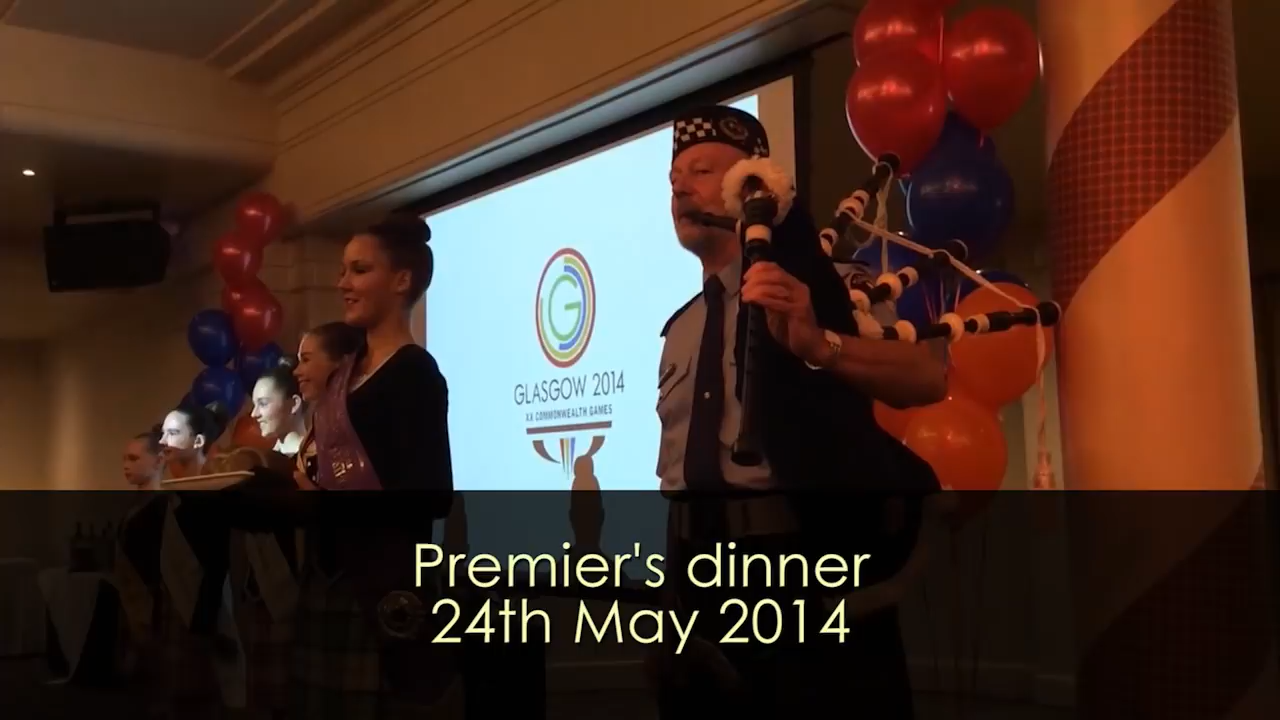 GLASGOW 2014
XX COMMONWEALTH GAMES
Premier's dinner
24th May 2014